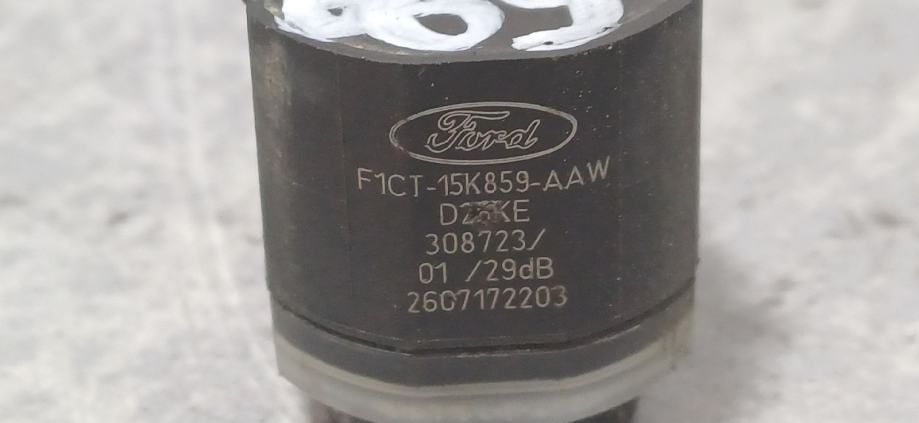 Ford
F1CT-15K859-AAW
308723/
01 /29dB
2607172203